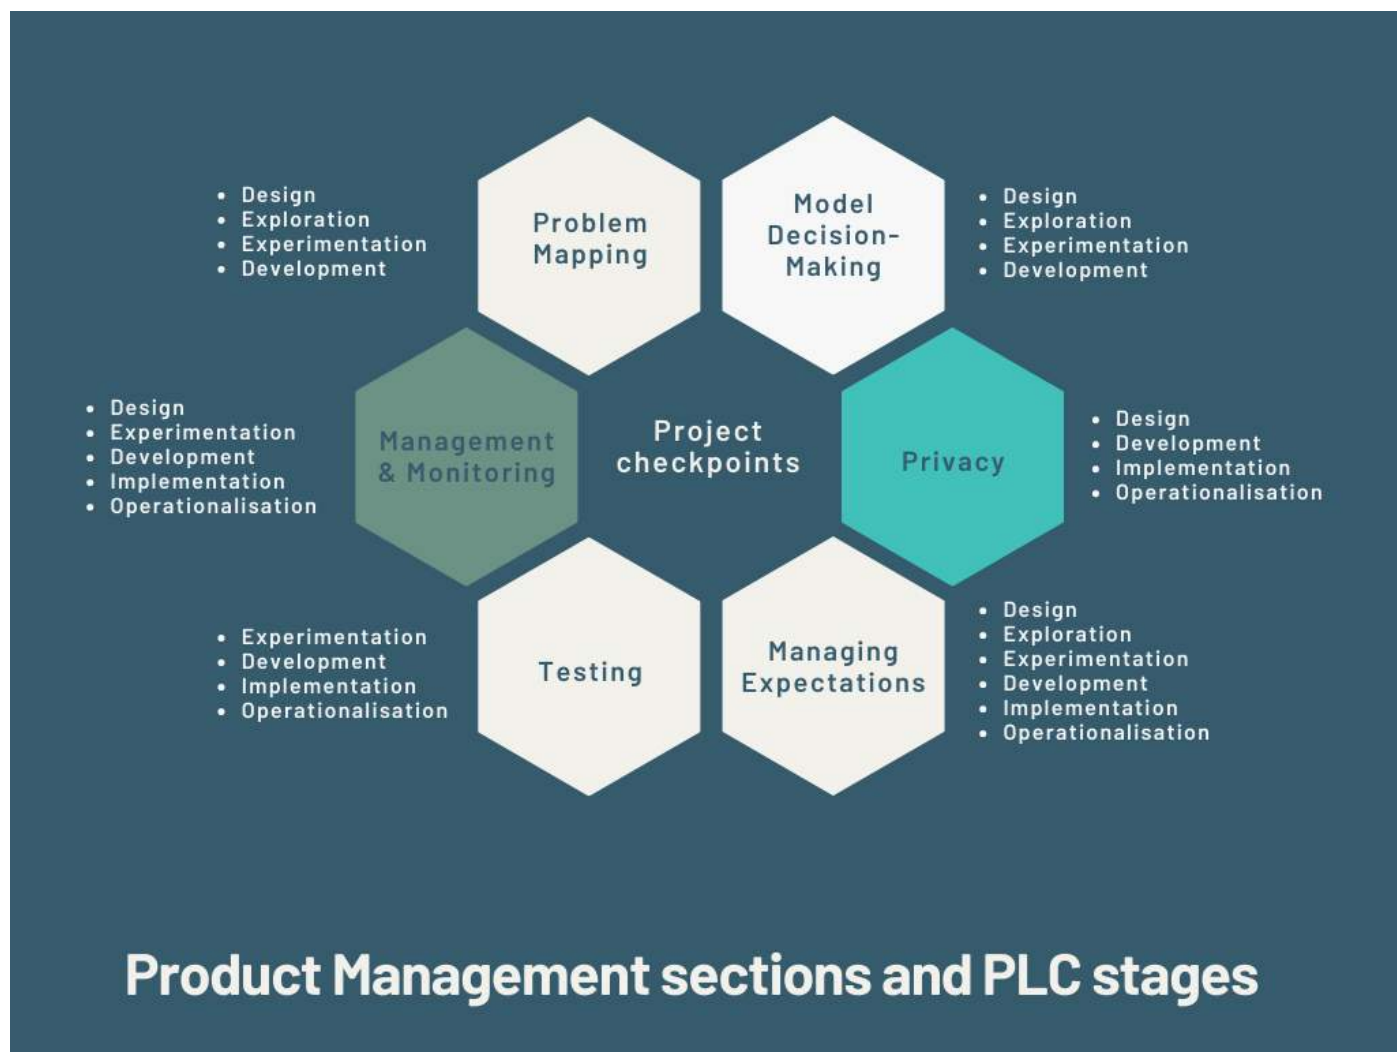 Problem
Mapping
• Design
• Exploration
• Experimentation
• Development
Model
Decision-
Making
• Design
• Exploration
• Experimentation
• Development
Management
& Monitoring
• Design
• Experimentation
• Development
• Implementation
• Operationalisation
Project
checkpoints
Privacy
• Design
• Development
• Implementation
• Operationalisation
Testing
• Experimentation
• Development
• Implementation
• Operationalisation
Managing
Expectations
• Design
• Exploration
• Experimentation
• Development
• Implementation
• Operationalisation
Product Management sections and PLC stages